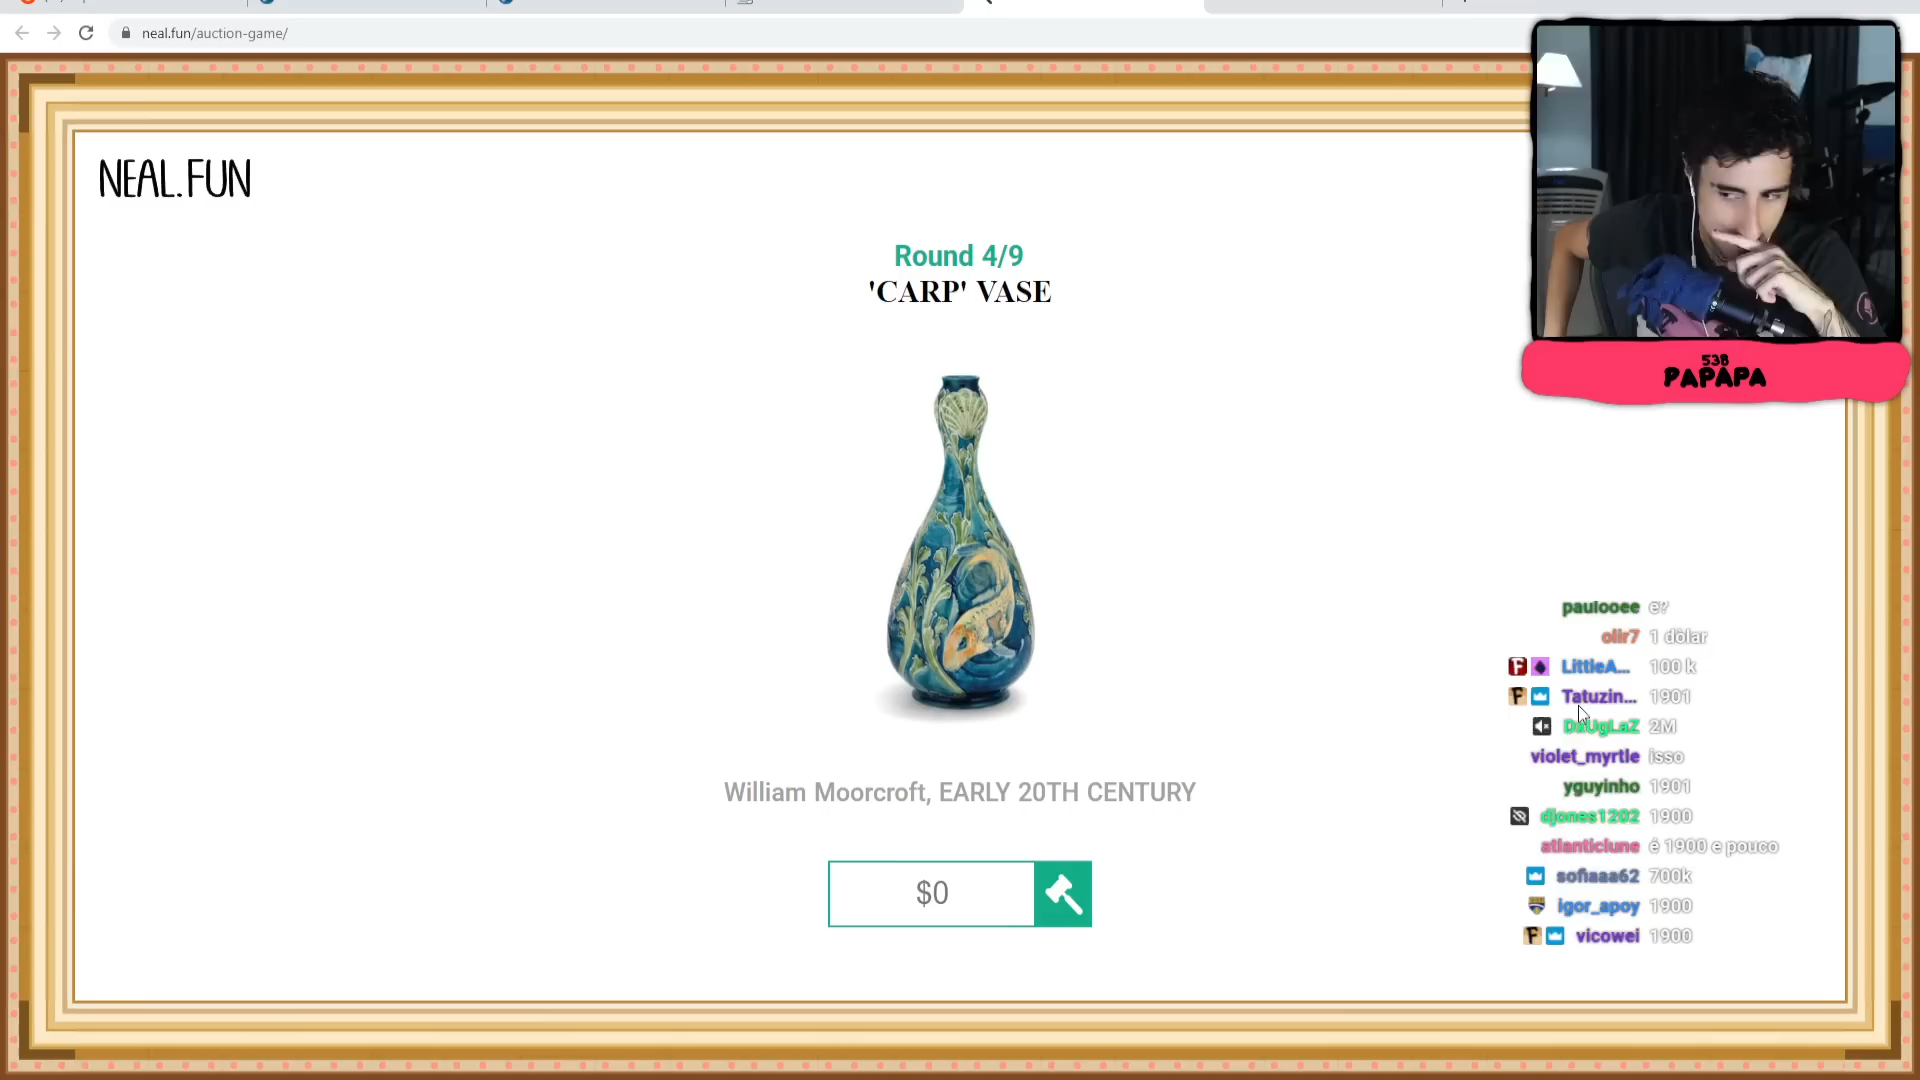 neal.fun/auction-game/
NEAL.FUN
Round 4/9
'CARP' VASE
William Moorcroft, EARLY 20TH CENTURY
$0
538
PAPAPA
paulooee e?
olir7 1 dólar
LittleA... 100 k
Tatuzin... 1901
DxUgLaZ 2M
violet_myrtle isso
yguyinho 1901
djones1202 1900
atlanticlune é 1900 e pouco
sofiaaa62 700k
igor_apoy 1900
vicowei 1900